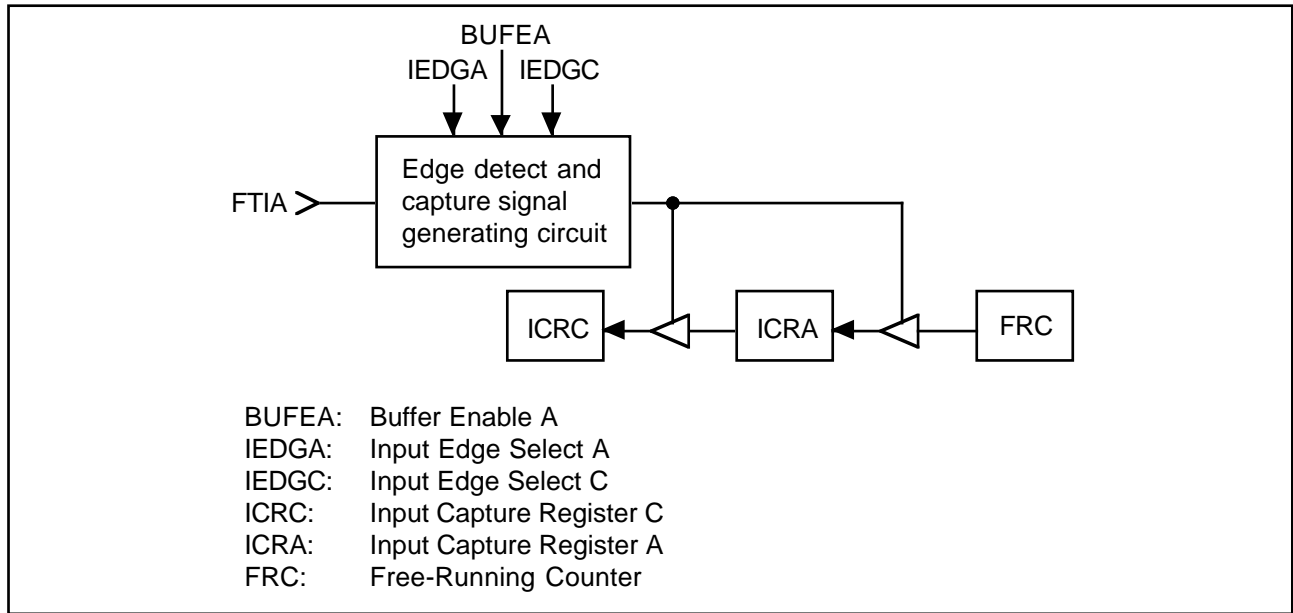 BUFEA
IEDGA IEDGC
FTIA
Edge detect and
capture signal
generating circuit
ICRC ICRA FRC
BUFEA: Buffer Enable A
IEDGA: Input Edge Select A
IEDGC: Input Edge Select C
ICRC: Input Capture Register C
ICRA: Input Capture Register A
FRC: Free-Running Counter